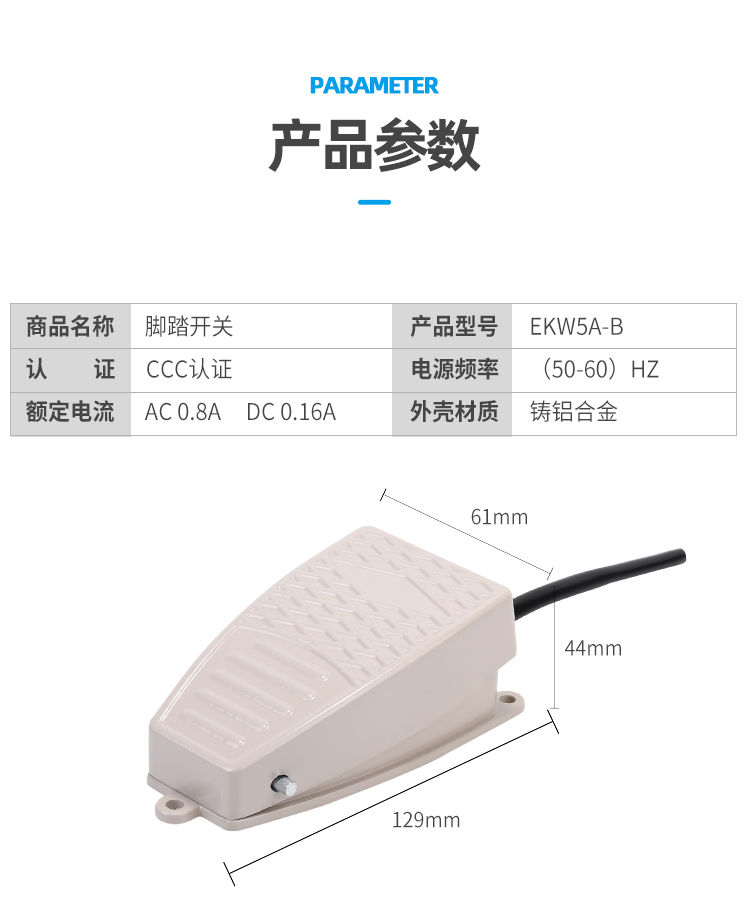 PARAMETER
产品参数
商品名称 脚踏开关 产品型号 EKW5A-B
认 证 CCC认证 电源频率 （50-60）HZ
额定电流 AC 0.8A DC 0.16A 外壳材质 铸铝合金
61mm
44mm
129mm